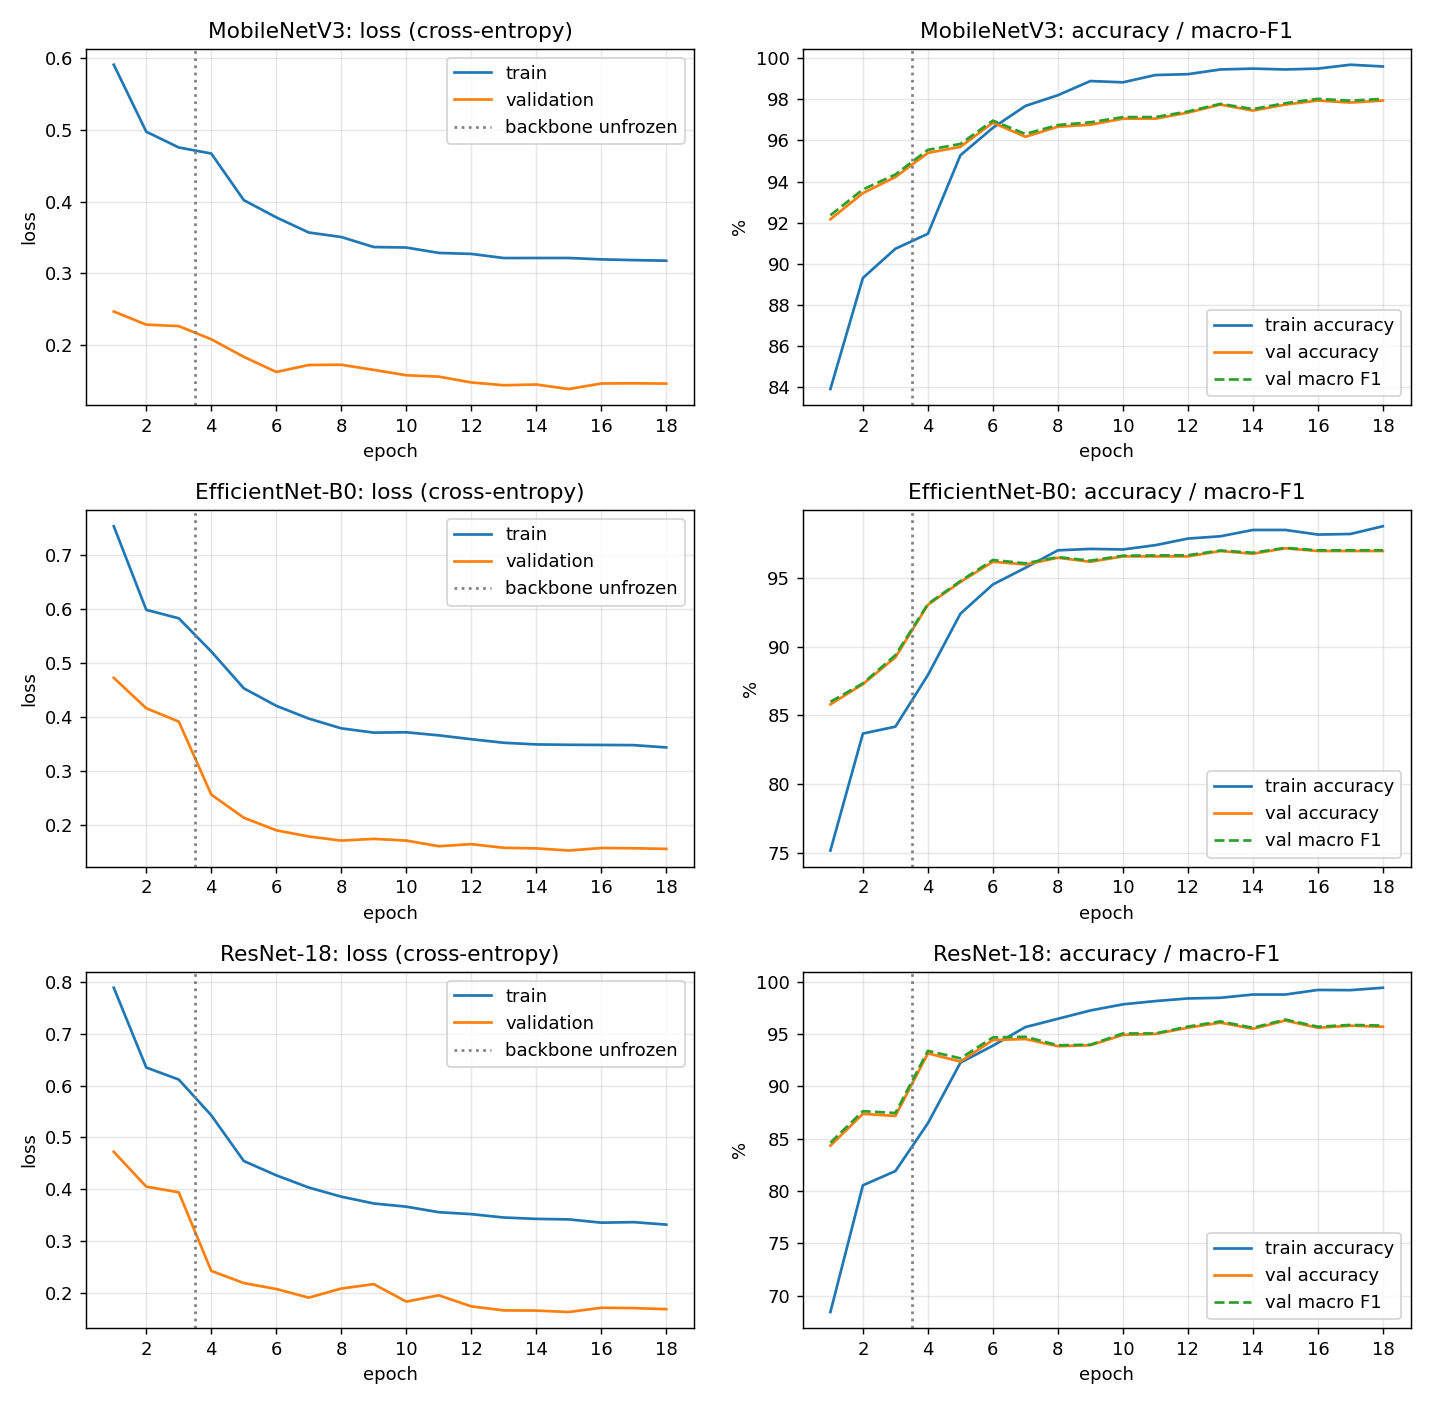 MobileNetV3: loss (cross-entropy)
0.6
0.5
0.4
0.3
0.2
loss
train
validation
backbone unfrozen
2 4 6 8 10 12 14 16 18
epoch
MobileNetV3: accuracy / macro-F1
100
98
96
94
92
90
88
86
84
%
train accuracy
val accuracy
val macro F1
2 4 6 8 10 12 14 16 18
epoch
EfficientNet-B0: loss (cross-entropy)
0.7
0.6
0.5
0.4
0.3
0.2
loss
train
validation
backbone unfrozen
2 4 6 8 10 12 14 16 18
epoch
EfficientNet-B0: accuracy / macro-F1
95
90
85
80
75
%
train accuracy
val accuracy
val macro F1
2 4 6 8 10 12 14 16 18
epoch
ResNet-18: loss (cross-entropy)
0.8
0.7
0.6
0.5
0.4
0.3
0.2
loss
train
validation
backbone unfrozen
2 4 6 8 10 12 14 16 18
epoch
ResNet-18: accuracy / macro-F1
100
95
90
85
80
75
70
%
train accuracy
val accuracy
val macro F1
2 4 6 8 10 12 14 16 18
epoch